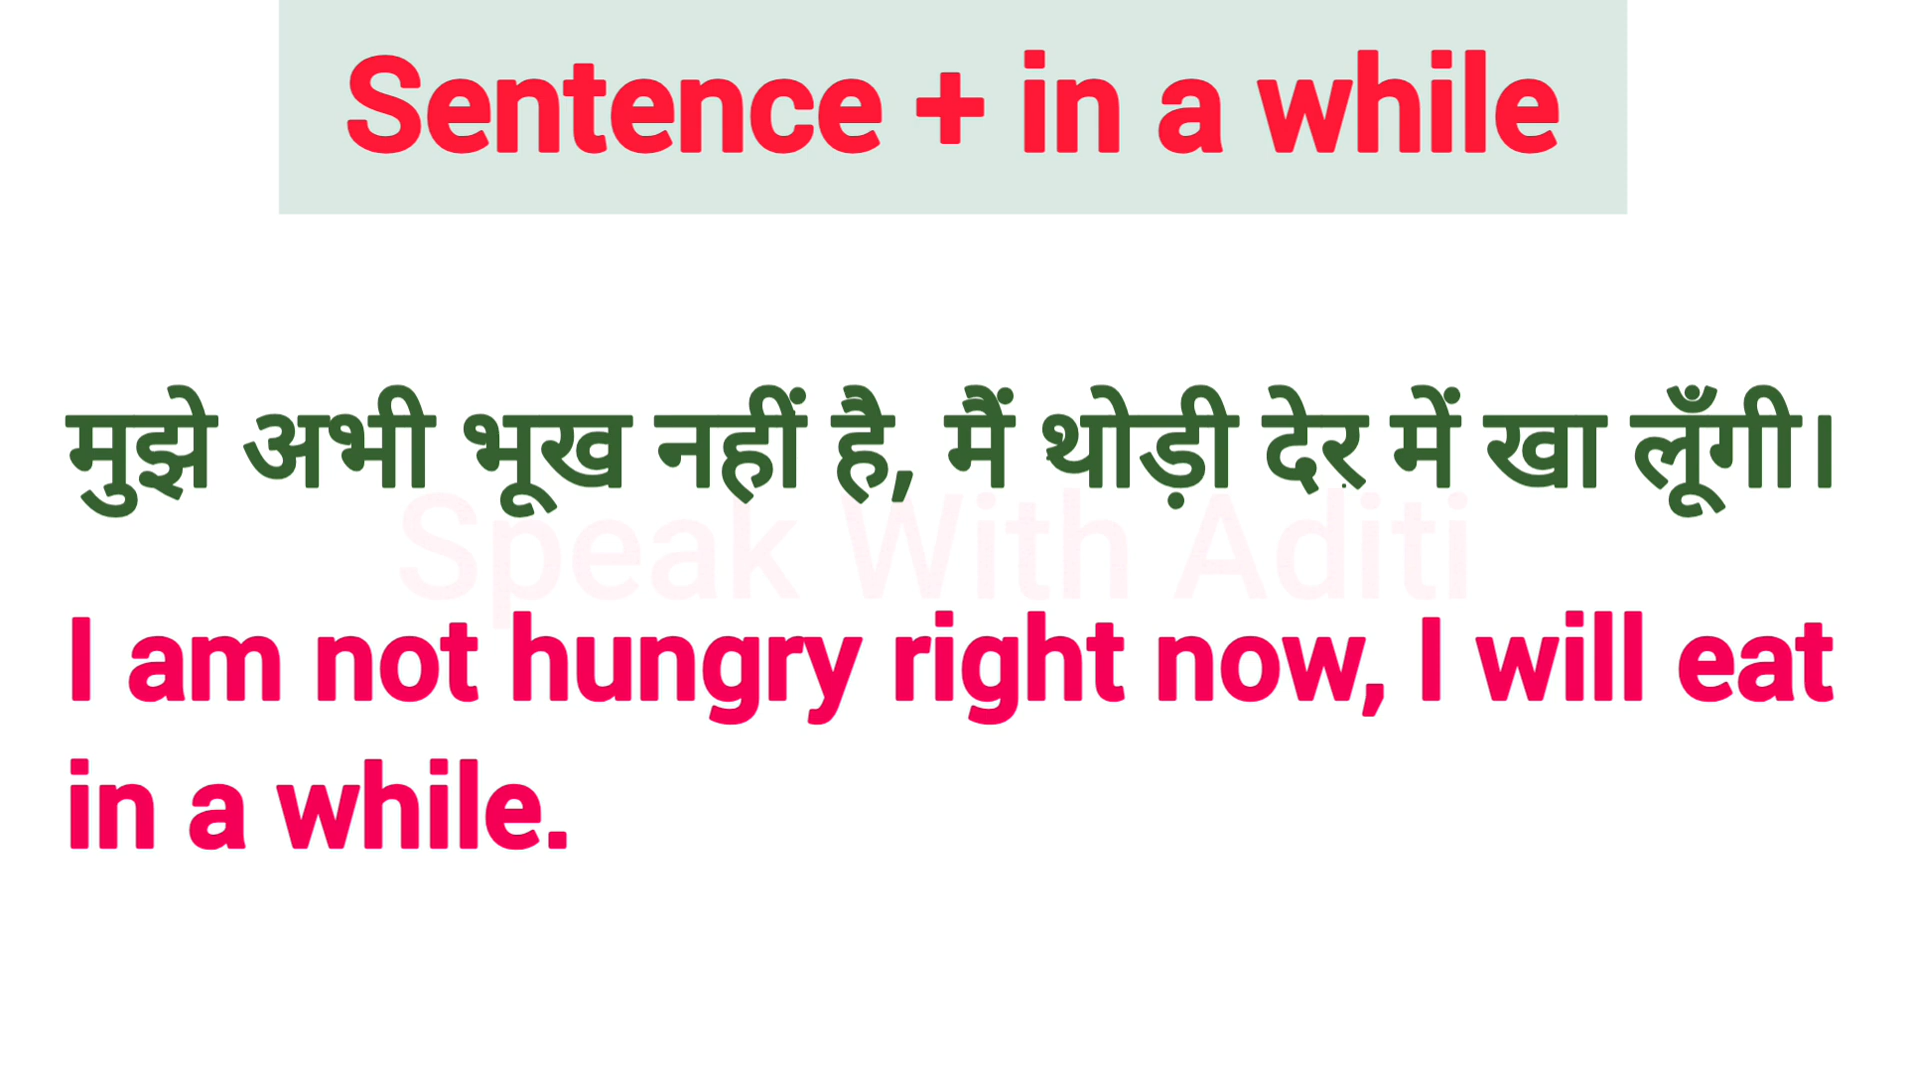 Sentence + in a while
मुझे अभी भूख नहीं है, मैं थोड़ी देर में खा लूँगी।
Speak With Aditi
I am not hungry right now, I will eat
in a while.